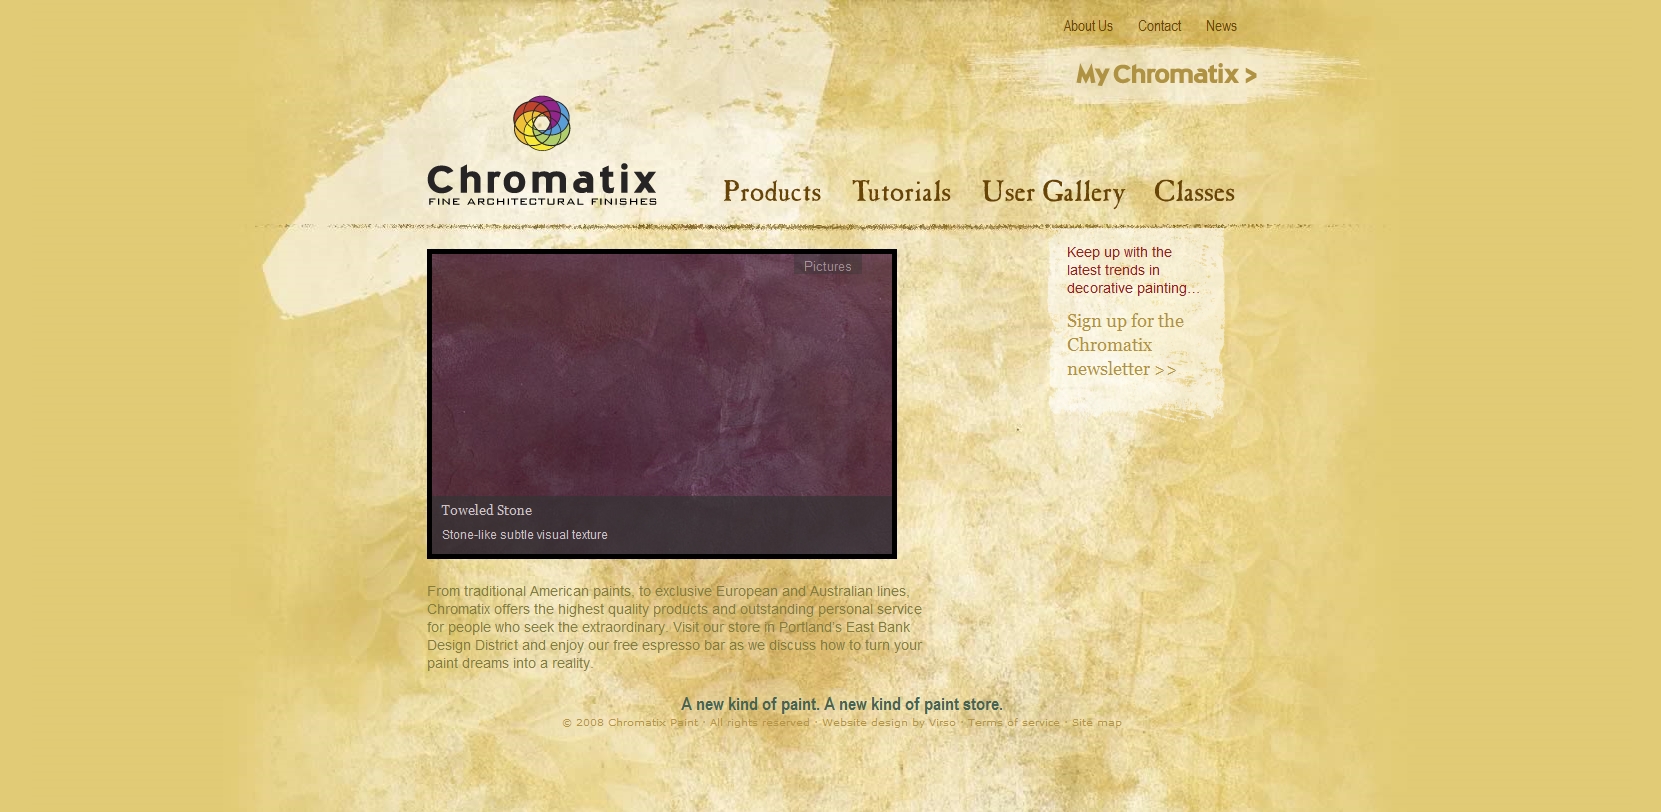 About Us
Contact
News
My Chromatix >
Chromatix
FINE ARCHITECTURAL FINISHES
Products
Tutorials
User Gallery
Classes
Pictures
Toweled Stone
Stone-like subtle visual texture
Keep up with the
latest trends in
decorative painting...
Sign up for the
Chromatix
newsletter >>
From traditional American paints, to exclusive European and Australian lines,
Chromatix offers the highest quality products and outstanding personal service
for people who seek the extraordinary. Visit our store in Portland's East Bank
Design District and enjoy our free espresso bar as we discuss how to turn your
paint dreams into a reality.
A new kind of paint. A new kind of paint store.
© 2008 Chromatix Paint · All rights reserved · Website design by Virso · Terms of service · Site map